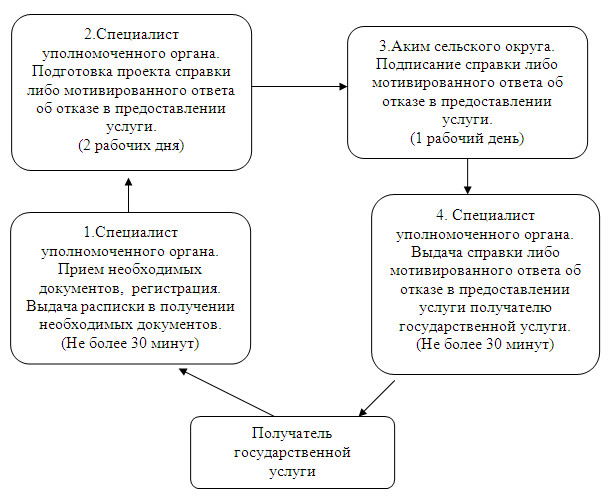 2.Специалист
уполномоченного органа.
Подготовка проекта справки
либо мотивированного ответа
об отказе в предоставлении
услуги.
(2 рабочих дня)
3.Аким сельского округа.
Подписание справки либо
мотивированного ответа об
отказе в предоставлении
услуги.
(1 рабочий день)
1.Специалист
уполномоченного органа.
Прием необходимых
документов, регистрация.
Выдача расписки в получении
необходимых документов.
(Не более 30 минут)
4. Специалист
уполномоченного органа.
Выдача справки либо
мотивированного ответа об
отказе в предоставлении
услуги получателю
государственной услуги.
(Не более 30 минут)
Получатель
государственной
услуги